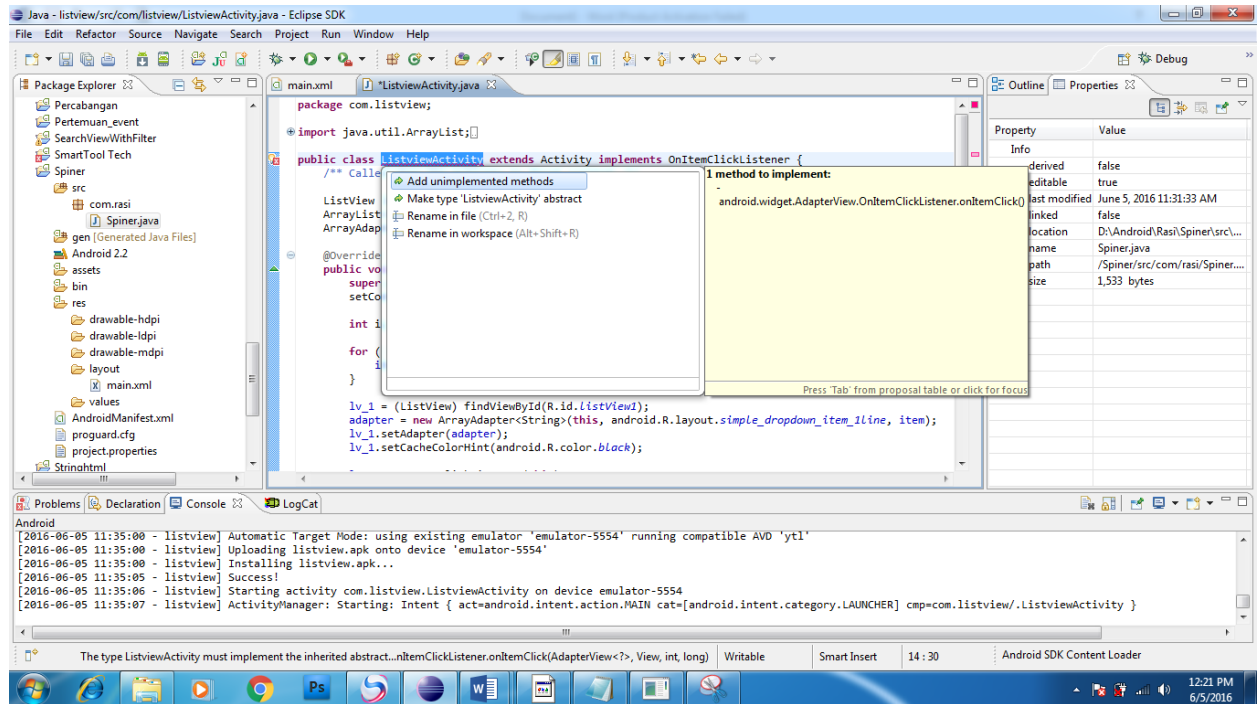 Java - listview/src/com/listview/ListviewActivity.java - Eclipse SDK
File Edit Refactor Source Navigate Search Project Run Window Help
Debug
Package Explorer
Percabangan
Pertemuan_event
SearchViewWithFilter
SmartTool Tech
Spiner
src
com.rasi
Spiner.java
gen [Generated Java Files]
Android 2.2
assets
bin
res
drawable-hdpi
drawable-ldpi
drawable-mdpi
layout
main.xml
values
AndroidManifest.xml
proguard.cfg
project.properties
Stringhtml
main.xml *ListviewActivity.java
package com.listview;
import java.util.ArrayList;
public class ListviewActivity extends Activity implements OnItemClickListener {
/** Calle
ListView
ArrayList
ArrayAdap
@Override
public vo
super
setCo
int i
for (
i
}
lv_1 = (ListView) findViewById(R.id.listView1);
adapter = new ArrayAdapter<String>(this, android.R.layout.simple_dropdown_item_1line, item);
lv_1.setAdapter(adapter);
lv_1.setCacheColorHint(android.R.color.black);
Add unimplemented methods
Make type 'ListviewActivity' abstract
Rename in file (Ctrl+2, R)
Rename in workspace (Alt+Shift+R)
1 method to implement:
-
android.widget.AdapterView.OnItemClickListener.onItemClick()
Press 'Tab' from proposal table or click for focus
Outline Properties
Property Value
Info
derived false
editable true
last modified June 5, 2016 11:31:33 AM
linked false
location D:\Android\Rasi\Spiner\src\...
name Spiner.java
path /Spiner/src/com/rasi/Spiner....
size 1,533 bytes
Problems Declaration Console LogCat
Android
[2016-06-05 11:35:00 - listview] Automatic Target Mode: using existing emulator 'emulator-5554' running compatible AVD 'ytl'
[2016-06-05 11:35:00 - listview] Uploading listview.apk onto device 'emulator-5554'
[2016-06-05 11:35:00 - listview] Installing listview.apk...
[2016-06-05 11:35:05 - listview] Success!
[2016-06-05 11:35:06 - listview] Starting activity com.listview.ListviewActivity on device emulator-5554
[2016-06-05 11:35:07 - listview] ActivityManager: Starting: Intent { act=android.intent.action.MAIN cat=[android.intent.category.LAUNCHER] cmp=com.listview/.ListviewActivity }
The type ListviewActivity must implement the inherited abstract...nItemClickListener.onItemClick(AdapterView<?>, View, int, long) Writable Smart Insert 14 : 30 Android SDK Content Loader
Ps
12:21 PM
6/5/2016